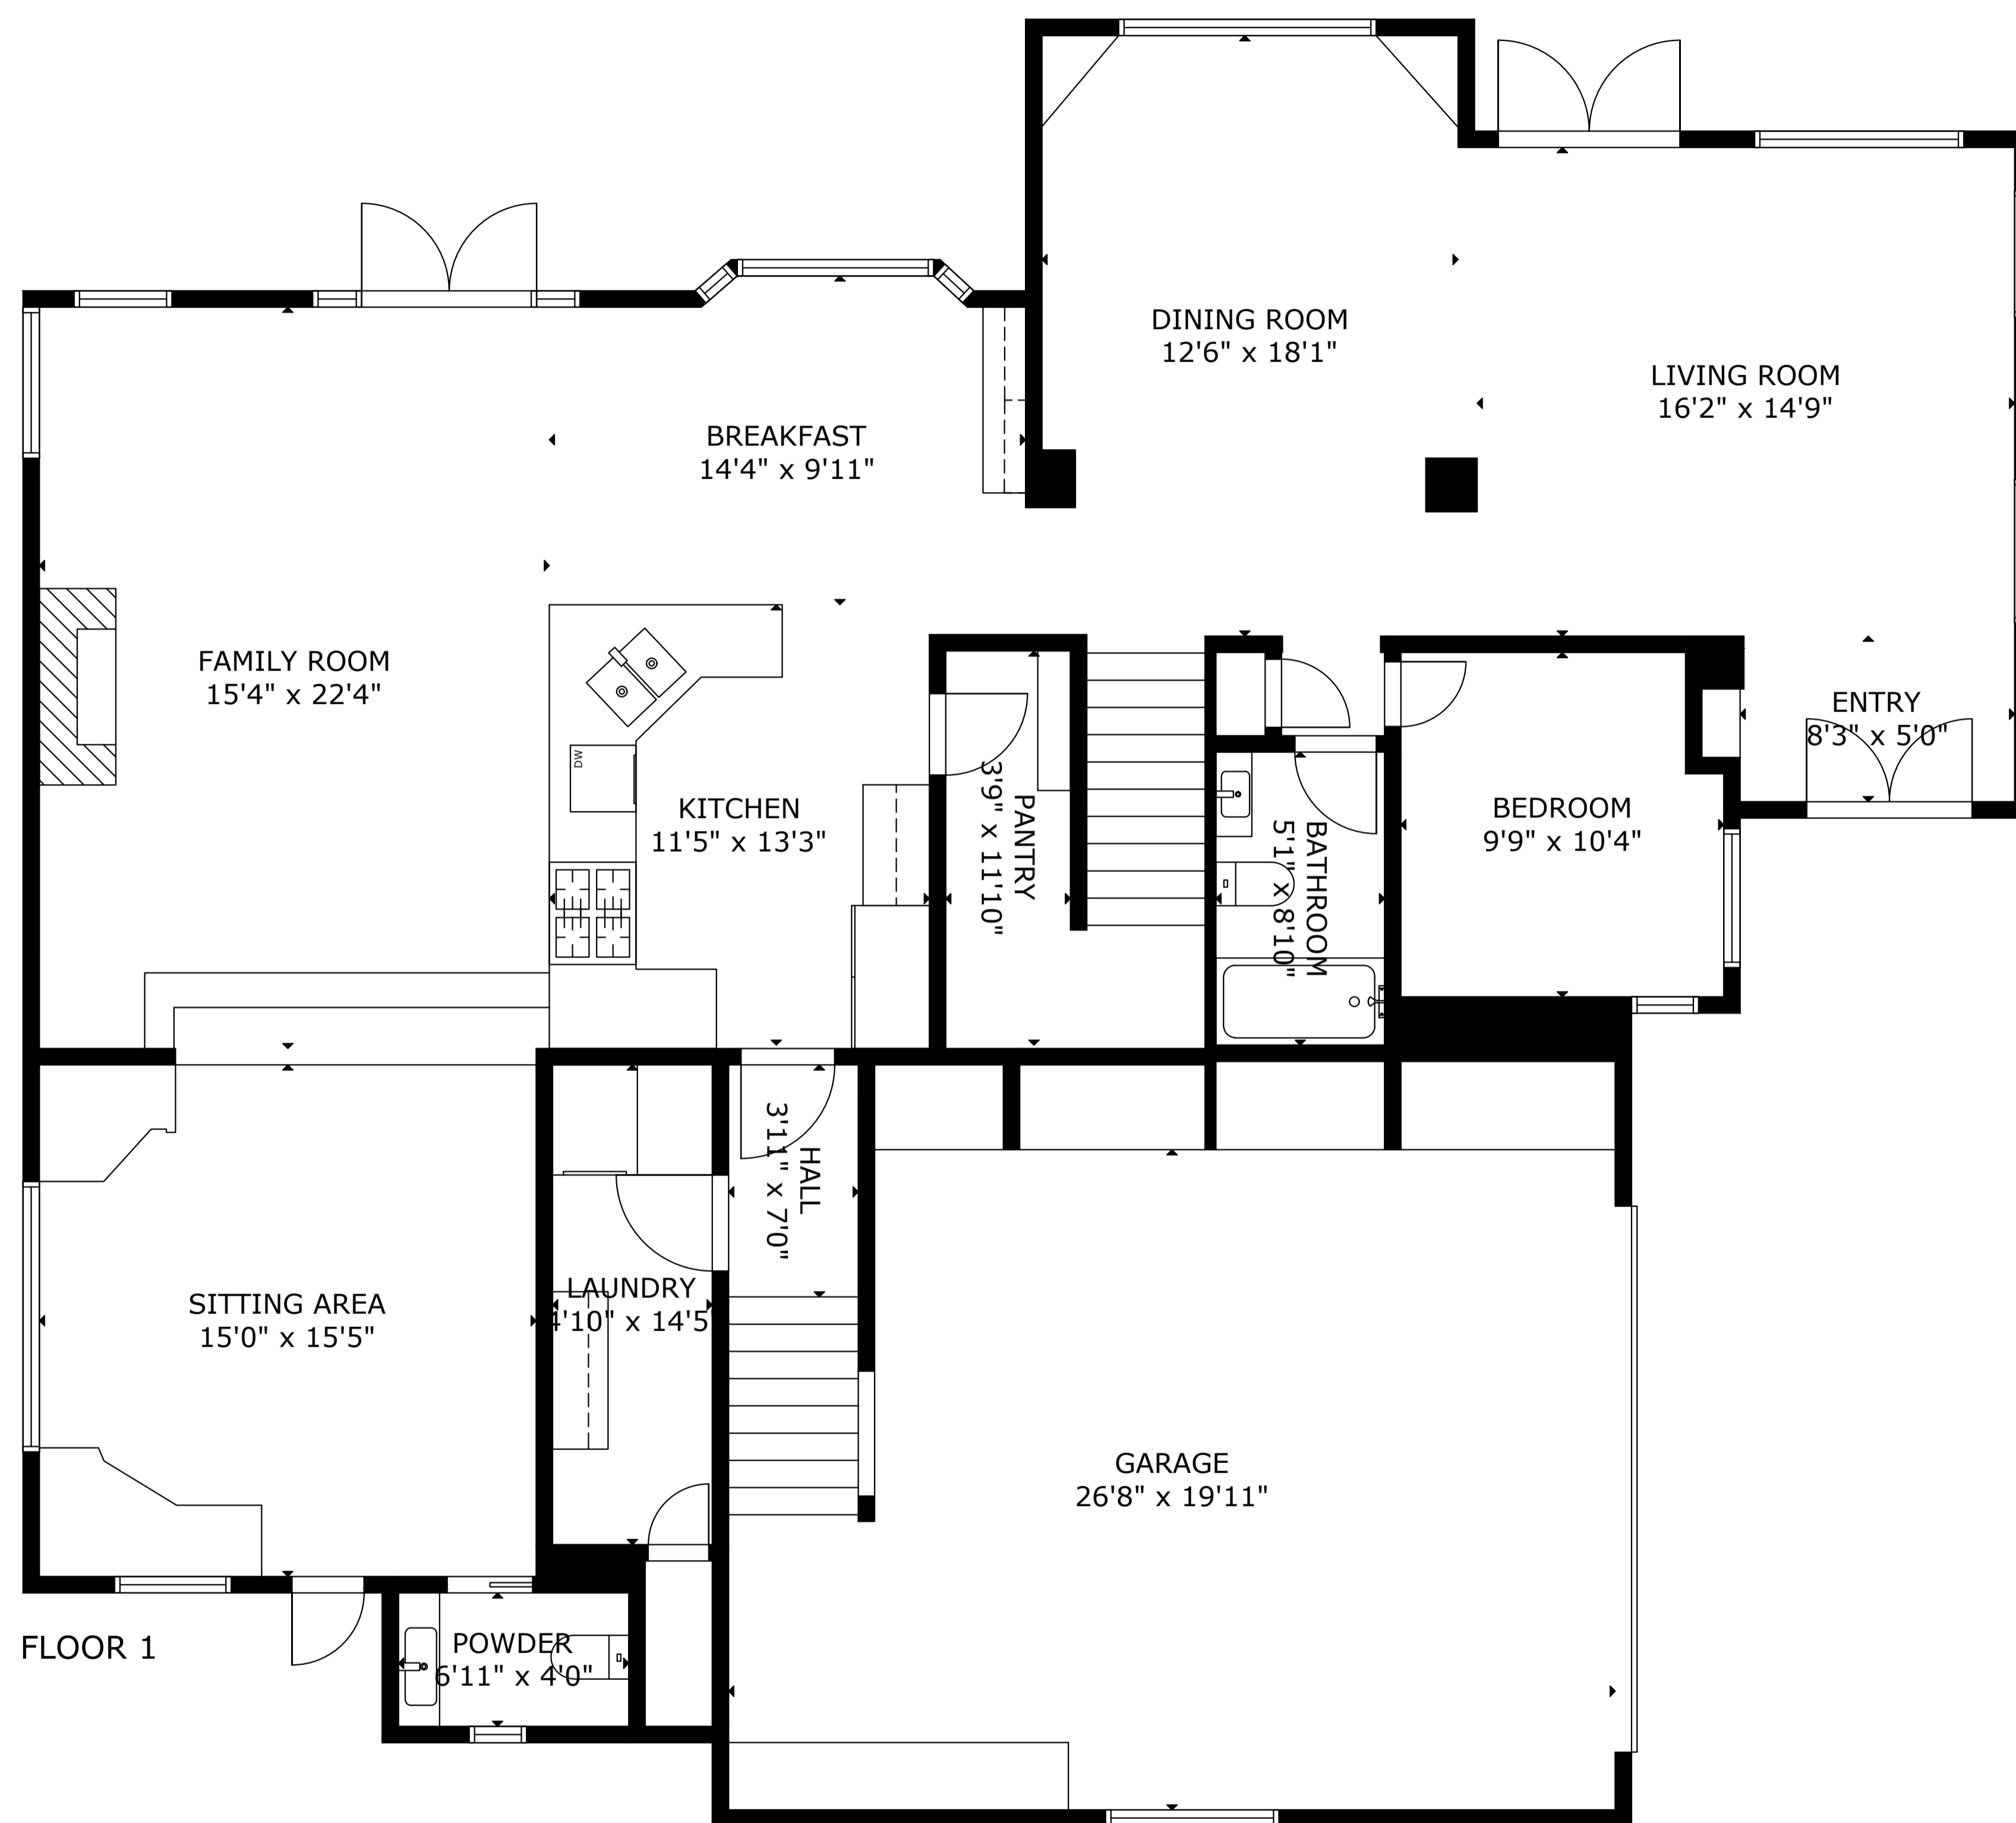 DINING ROOM
12'6" x 18'1"
LIVING ROOM
16'2" x 14'9"
BREAKFAST
14'4" x 9'11"
FAMILY ROOM
15'4" x 22'4"
ENTRY
8'3" x 5'0"
DW
KITCHEN
11'5" x 13'3"
PANTRY
3'9" x 11'10"
BATHROOM
5'1" x 8'10"
BEDROOM
9'9" x 10'4"
HALL
3'11" x 7'0"
SITTING AREA
15'0" x 15'5"
LAUNDRY
4'10" x 14'5
GARAGE
26'8" x 19'11"
POWDER
6'11" x 4'0"
FLOOR 1